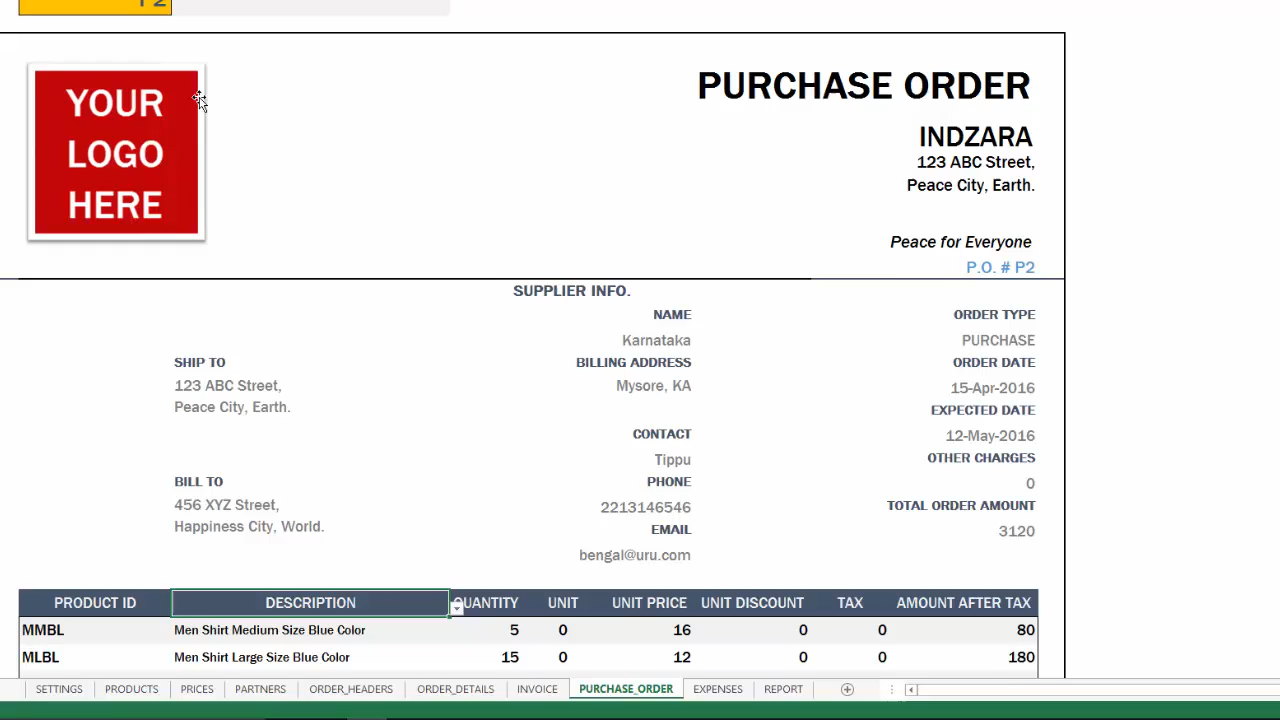 P2
YOUR
LOGO
HERE
PURCHASE ORDER
INDZARA
123 ABC Street,
Peace City, Earth.
Peace for Everyone
P.O. # P2
SUPPLIER INFO.
NAME
ORDER TYPE
Karnataka
PURCHASE
SHIP TO
BILLING ADDRESS
ORDER DATE
123 ABC Street,
Mysore, KA
15-Apr-2016
Peace City, Earth.
EXPECTED DATE
CONTACT
12-May-2016
Tippu
OTHER CHARGES
BILL TO
PHONE
0
456 XYZ Street,
2213146546
TOTAL ORDER AMOUNT
Happiness City, World.
EMAIL
3120
bengal@uru.com
PRODUCT ID DESCRIPTION QUANTITY UNIT UNIT PRICE UNIT DISCOUNT TAX AMOUNT AFTER TAX
MMBL Men Shirt Medium Size Blue Color 5 0 16 0 0 80
MLBL Men Shirt Large Size Blue Color 15 0 12 0 0 180
SETTINGS PRODUCTS PRICES PARTNERS ORDER_HEADERS ORDER_DETAILS INVOICE PURCHASE_ORDER EXPENSES REPORT